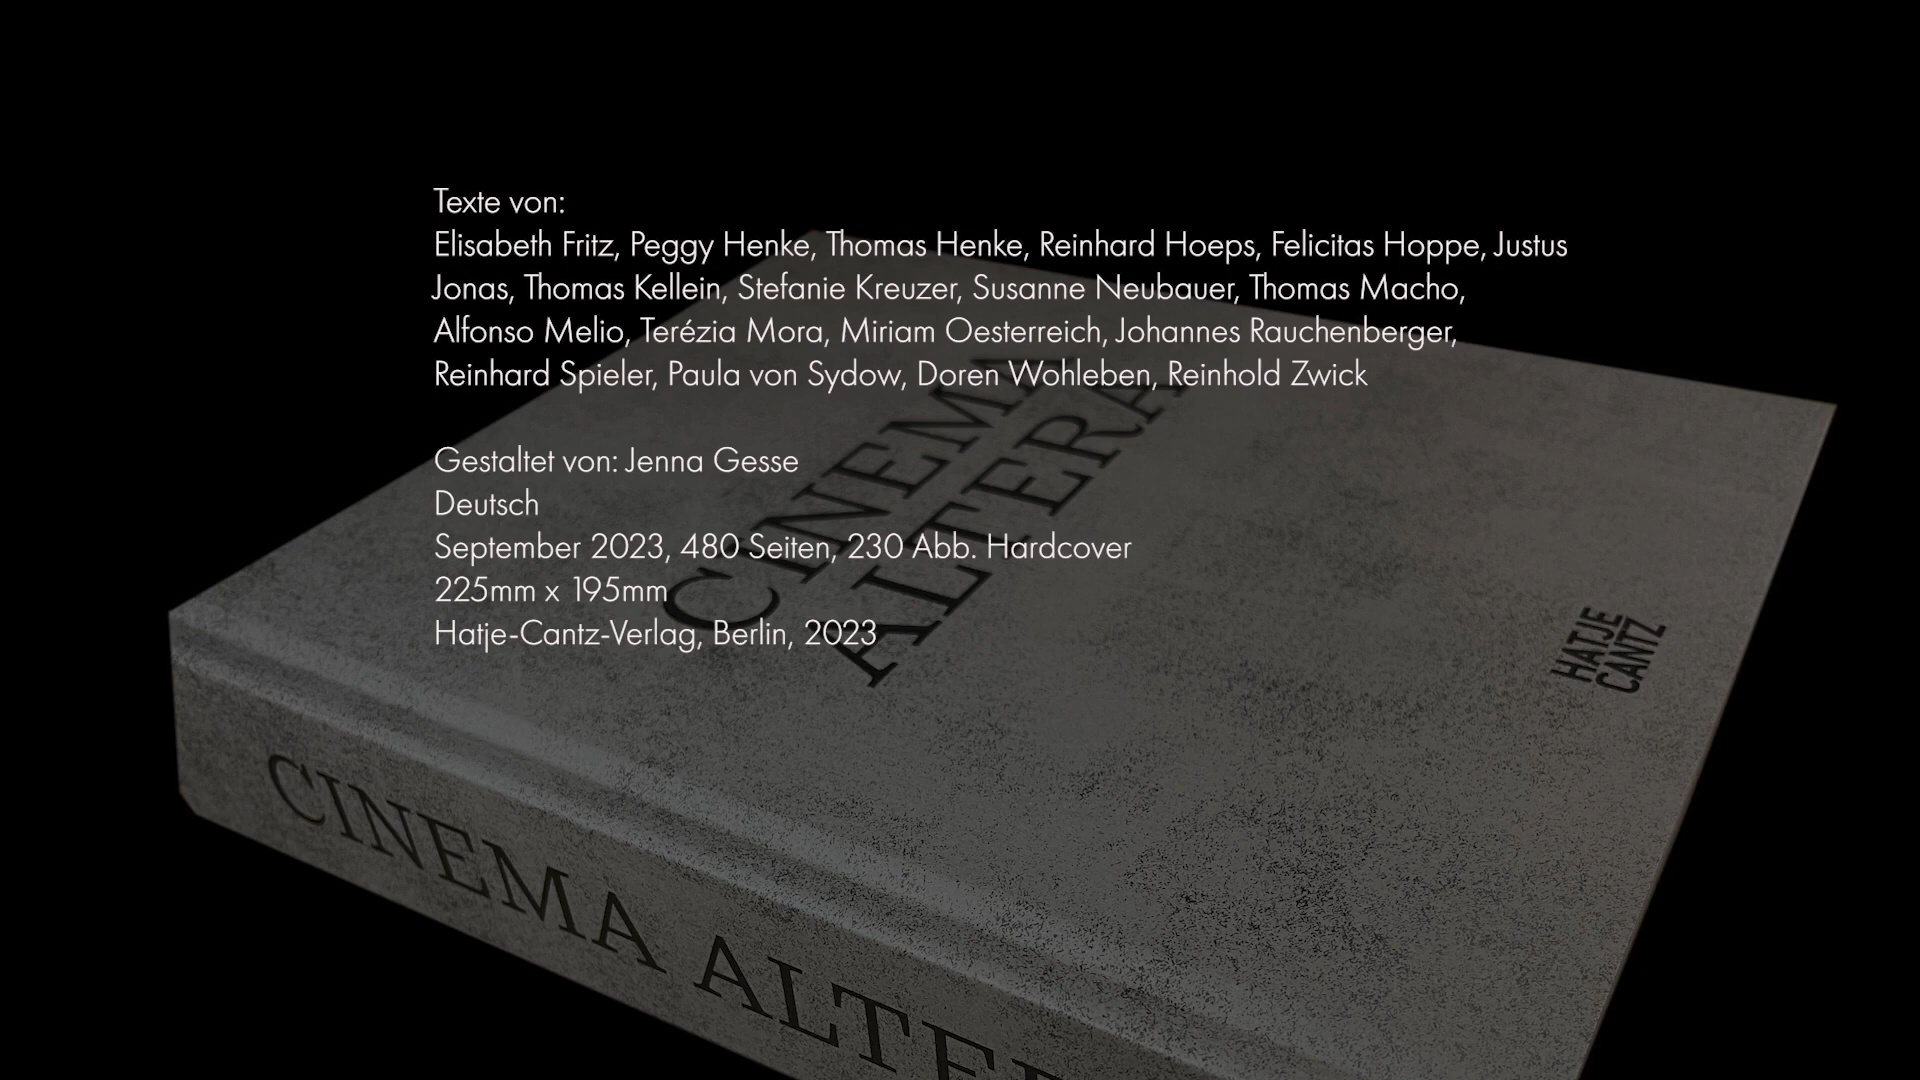 Texte von:
Elisabeth Fritz, Peggy Henke, Thomas Henke, Reinhard Hoeps, Felicitas Hoppe, Justus
Jonas, Thomas Kellein, Stefanie Kreuzer, Susanne Neubauer, Thomas Macho,
Alfonso Melio, Terézia Mora, Miriam Oesterreich, Johannes Rauchenberger,
Reinhard Spieler, Paula von Sydow, Doren Wohleben, Reinhold Zwick
Gestaltet von: Jenna Gesse
Deutsch
September 2023, 480 Seiten, 230 Abb. Hardcover
225mm x 195mm
Hatje-Cantz-Verlag, Berlin, 2023
CINEMA
ALTERA
HATJE
CANTZ
CINEMA ALTER